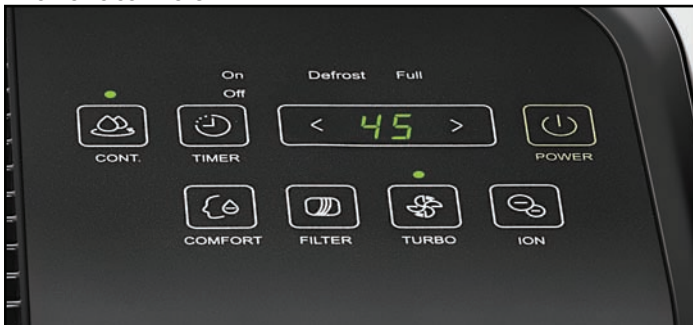 On Defrost Full
Off
< 45 >
CONT. TIMER POWER
COMFORT FILTER TURBO ION